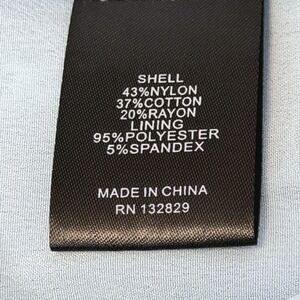 SHELL
43%NYLON
37%COTTON
20%RAYON
LINING
95%POLYESTER
5%SPANDEX
MADE IN CHINA
RN 132829